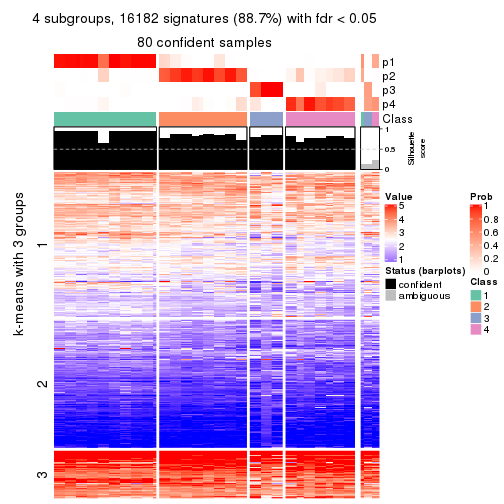 4 subgroups, 16182 signatures (88.7%) with fdr < 0.05
80 confident samples
p1
p2
p3
p4
Class
1
0.5
0
Silhouette
score
k-means with 3 groups
1
2
3
Value
5
4
3
2
1
Status (barplots)
confident
ambiguous
Prob
1
0.8
0.6
0.4
0.2
0
Class
1
2
3
4